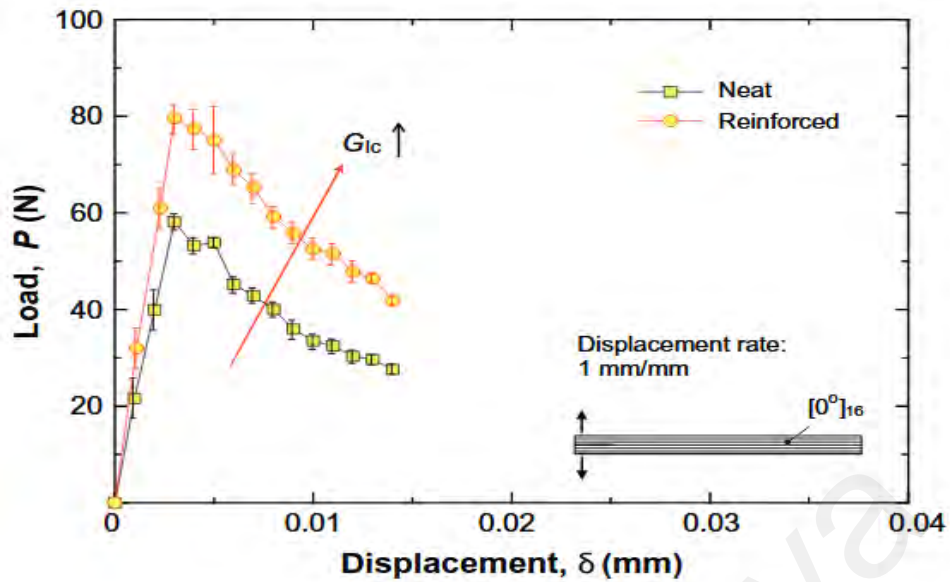 100
80
60
40
20
0
0.01
0.02
0.03
0.04
Load, P (N)
Displacement, δ (mm)
Neat
Reinforced
GIc ↑
Displacement rate:
1 mm/mm
[0°]16